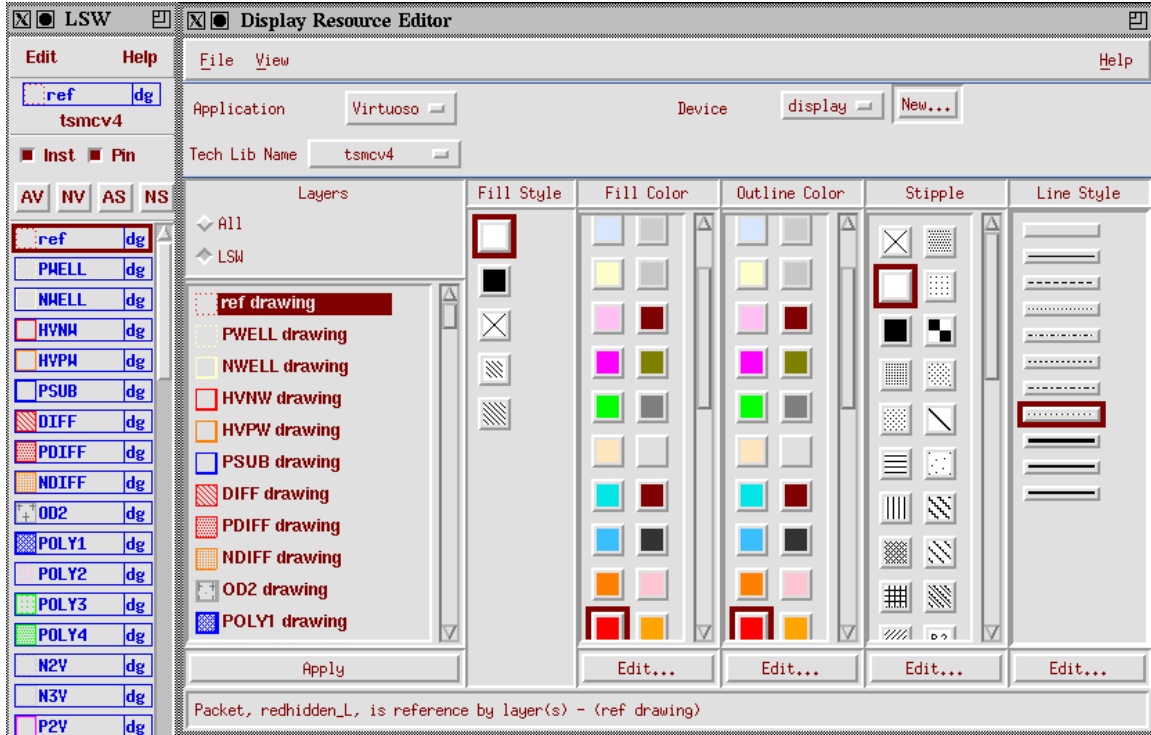 LSW
Edit Help
ref dg
tsmcv4
Inst Pin
AV NV AS NS
ref dg
PWELL dg
NWELL dg
HVNW dg
HVPW dg
PSUB dg
DIFF dg
PDIFF dg
NDIFF dg
OD2 dg
POLY1 dg
POLY2 dg
POLY3 dg
POLY4 dg
N2V dg
N3V dg
P2V dg
Display Resource Editor
File View Help
Application Virtuoso Device display New...
Tech Lib Name tsmcv4
Layers Fill Style Fill Color Outline Color Stipple Line Style
All
LSW
ref drawing
PWELL drawing
NWELL drawing
HVNW drawing
HVPW drawing
PSUB drawing
DIFF drawing
PDIFF drawing
NDIFF drawing
OD2 drawing
POLY1 drawing
Apply Edit... Edit... Edit... Edit...
Packet, redhidden_L, is reference by layer(s) - (ref drawing)